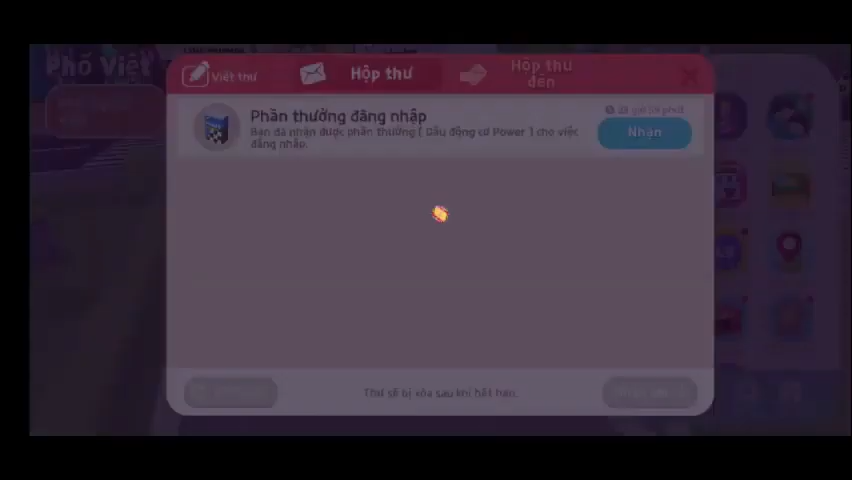 Phố Việt
Viết thư
Hộp thư
Hộp thư
đến
Phần thưởng đăng nhập
Bạn đã nhận được phần thưởng [ Dầu động cơ Power ] cho việc
đăng nhập.
Nhận
Thư sẽ bị xóa sau khi hết hạn.